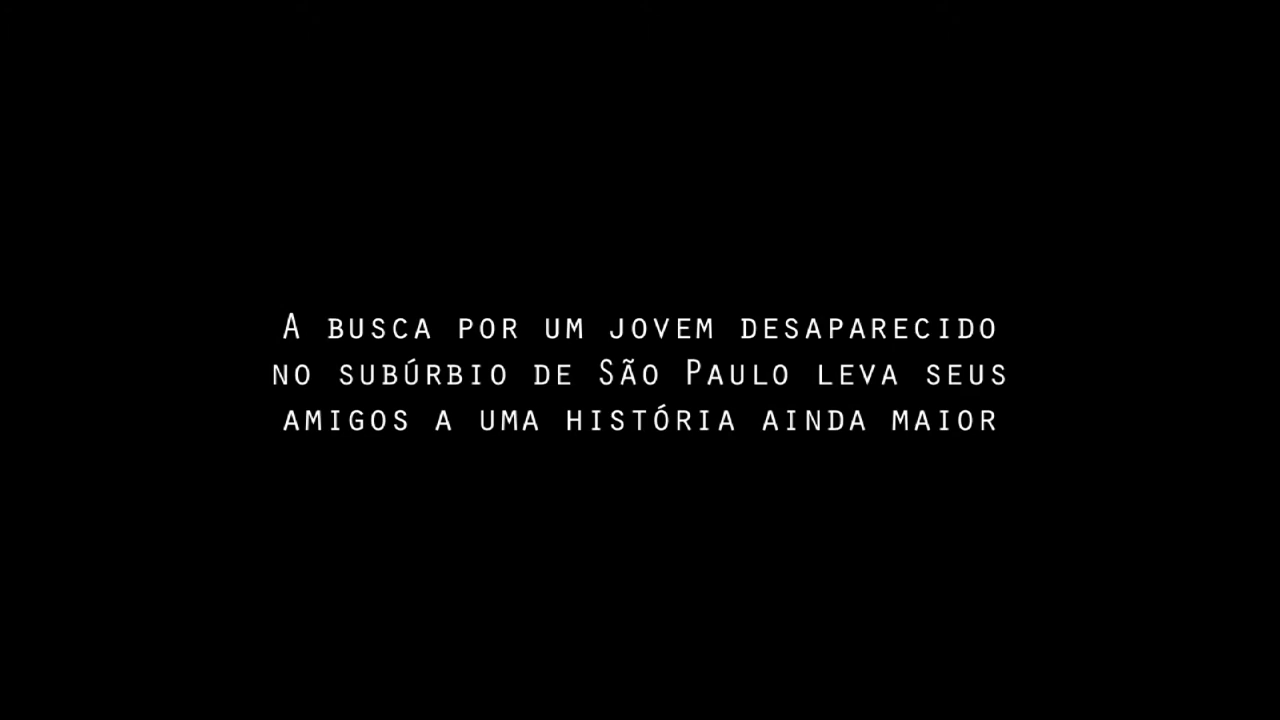 A BUSCA POR UM JOVEM DESAPARECIDO
NO SUBÚRBIO DE SÃO PAULO LEVA SEUS
AMIGOS A UMA HISTÓRIA AINDA MAIOR